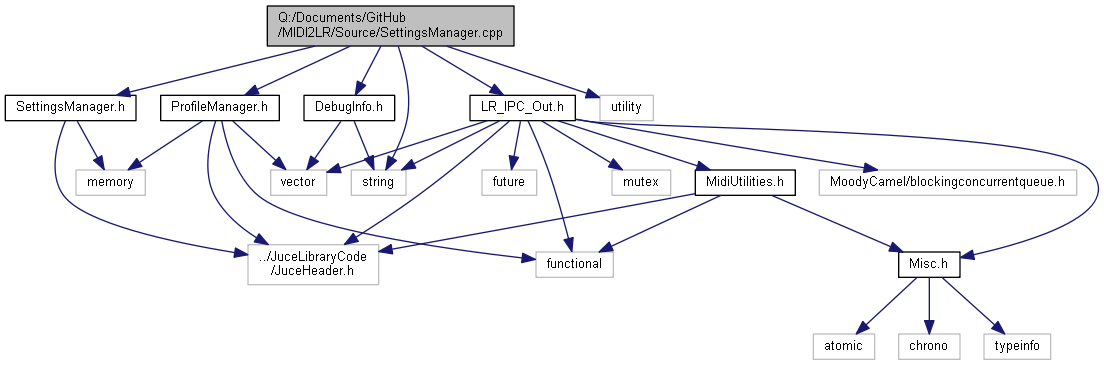 Q:/Documents/GitHub
/MIDI2LR/Source/SettingsManager.cpp
SettingsManager.h
ProfileManager.h
DebugInfo.h
LR_IPC_Out.h
utility
memory
vector
string
future
mutex
MidiUtilities.h
MoodyCamel/blockingconcurrentqueue.h
../JuceLibraryCode
/JuceHeader.h
functional
Misc.h
atomic
chrono
typeinfo